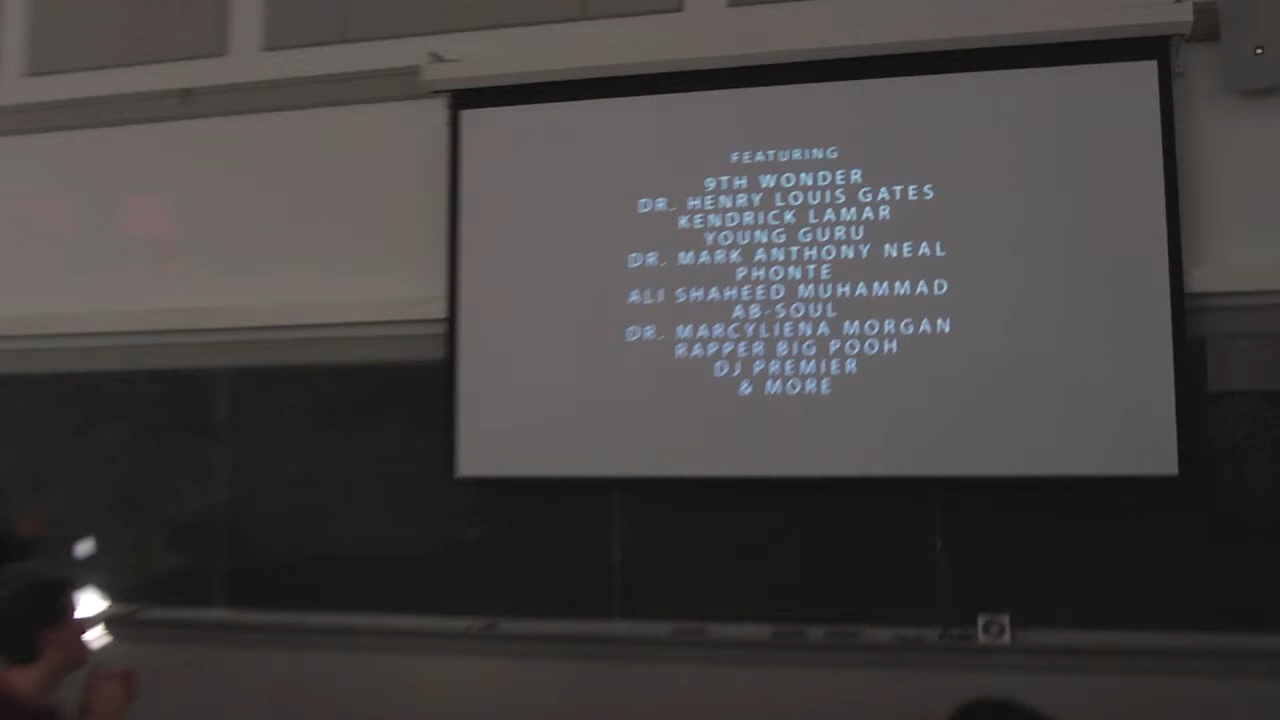 FEATURING
9TH WONDER
DR. HENRY LOUIS GATES
KENDRICK LAMAR
YOUNG GURU
DR. MARK ANTHONY NEAL
PHONTE
ALI SHAHEED MUHAMMAD
AB-SOUL
DR. MARCYLIENA MORGAN
RAPPER BIG POOH
DJ PREMIER
& MORE